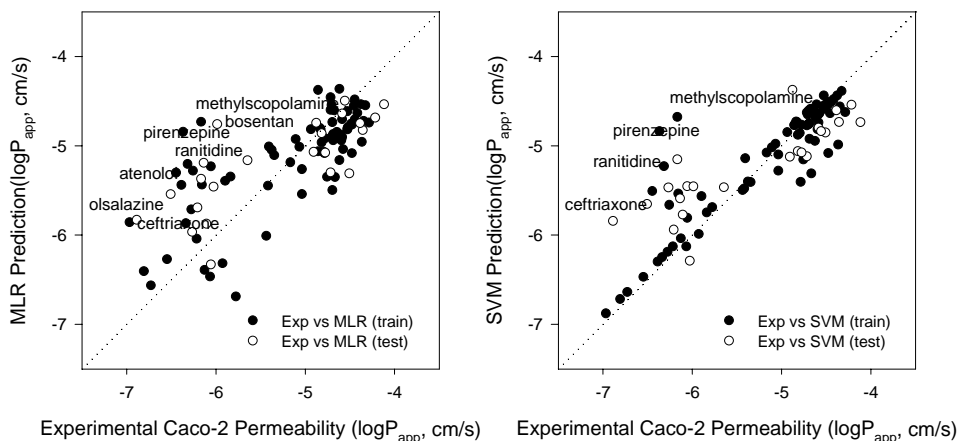 MLR Prediction(logPapp, cm/s)
-4
-5
-6
-7
methylscopolamine
bosentan
pirenzepine
ranitidine
atenolol
olsalazine
ceftriaxone
Exp vs MLR (train)
Exp vs MLR (test)
-7 -6 -5 -4
Experimental Caco-2 Permeability (logPapp, cm/s)
SVM Prediction(logPapp, cm/s)
-4
-5
-6
-7
methylscopolamine
pirenzepine
ranitidine
ceftriaxone
Exp vs SVM (train)
Exp vs SVM (test)
-7 -6 -5 -4
Experimental Caco-2 Permeability (logPapp, cm/s)